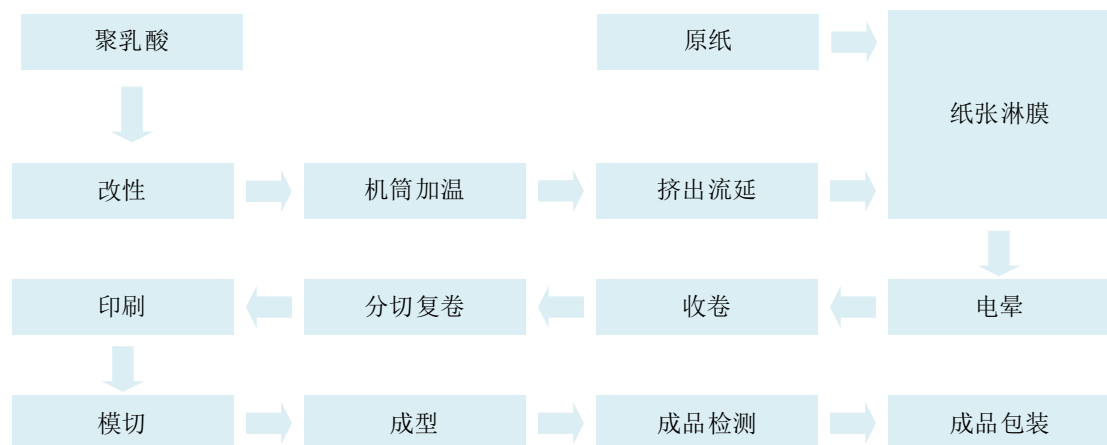 聚乳酸
原纸
纸张淋膜
改性
机筒加温
挤出流延
印刷
分切复卷
收卷
电晕
模切
成型
成品检测
成品包装